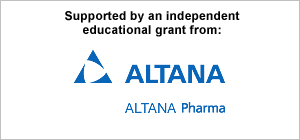 Supported by an independent
educational grant from:
ALTANA
ALTANA Pharma